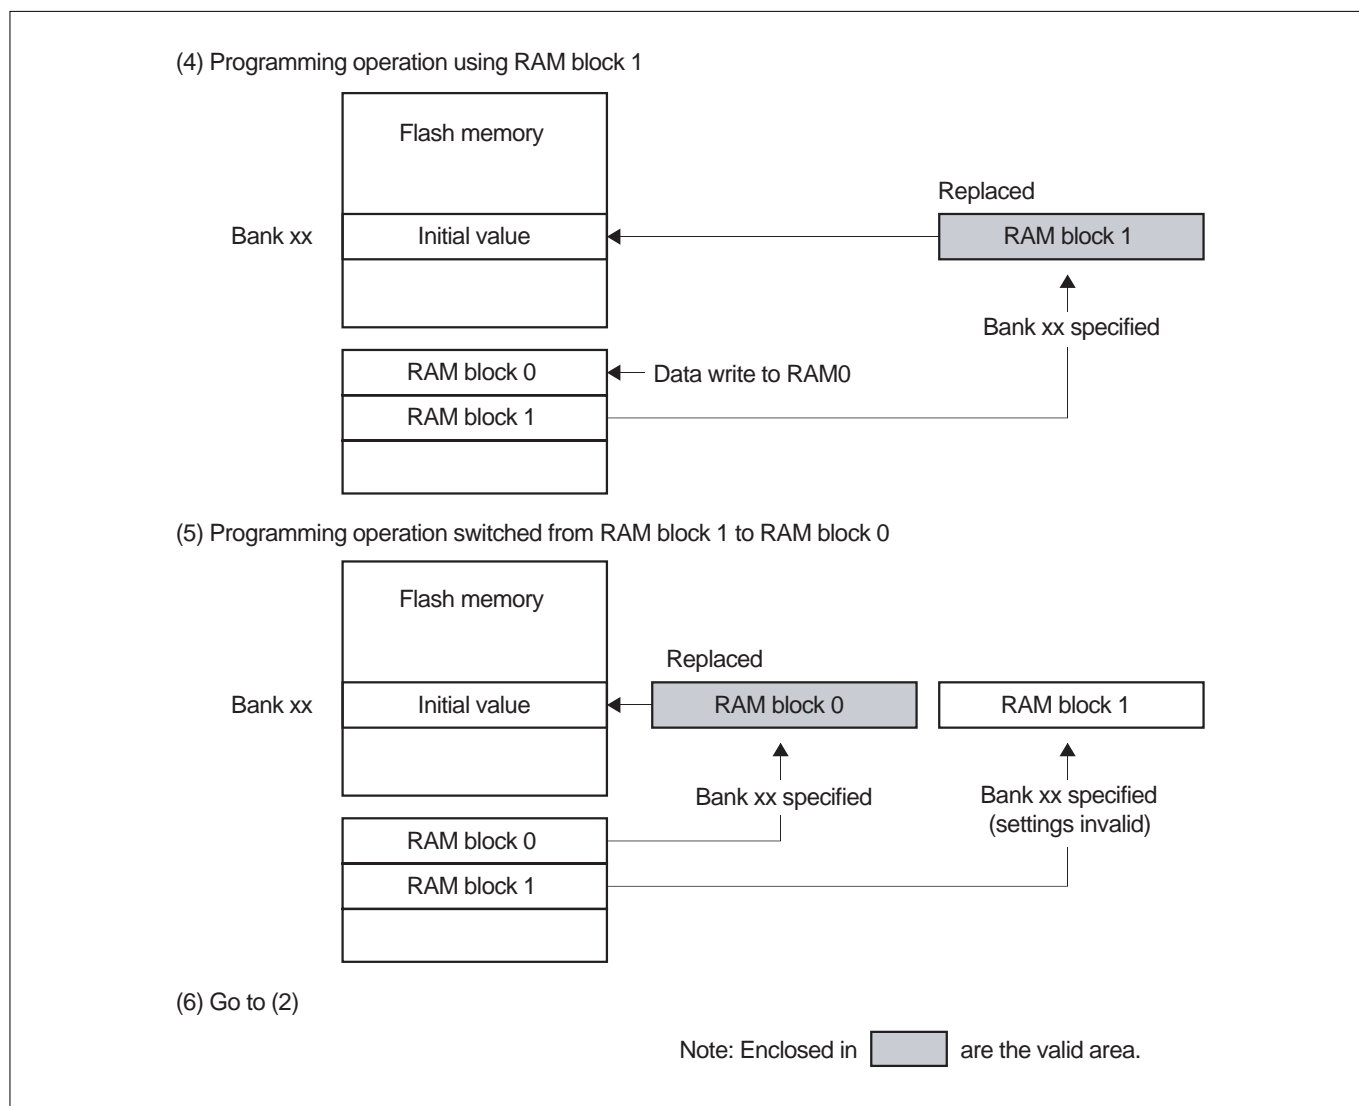 (4) Programming operation using RAM block 1
Flash memory
Replaced
Bank xx
Initial value
RAM block 1
Bank xx specified
RAM block 0
Data write to RAM0
RAM block 1
(5) Programming operation switched from RAM block 1 to RAM block 0
Flash memory
Replaced
Bank xx
Initial value
RAM block 0
RAM block 1
Bank xx specified
Bank xx specified
(settings invalid)
RAM block 0
RAM block 1
(6) Go to (2)
Note: Enclosed in are the valid area.